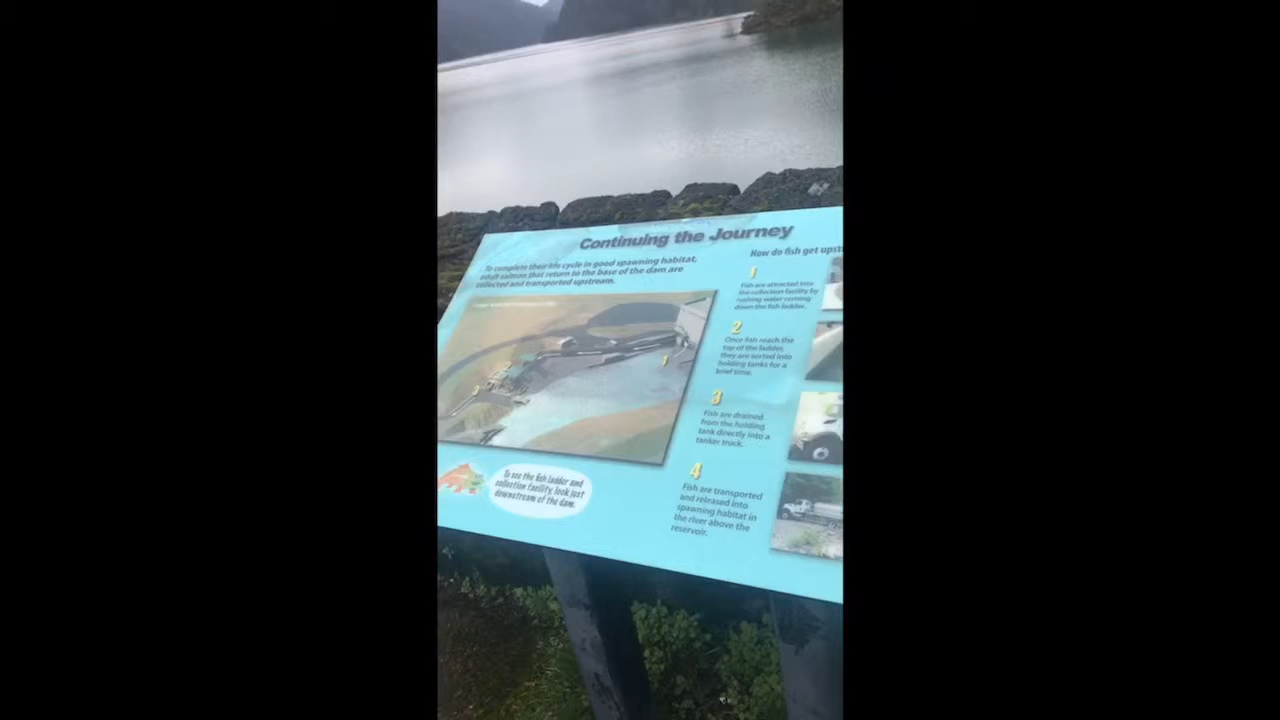 Continuing the Journey
To complete their life cycle in good spawning habitat,
adult salmon that return to the base of the dam are
collected and transported upstream.
How do fish get upst
1
Fish are attracted into
the collection facility by
rushing water coming
down the fish ladder.
2
Once fish reach the
top of the ladder,
they are sorted into
holding tanks for a
brief time.
3
Fish are drained
from the holding
tank directly into a
tanker truck.
4
Fish are transported
and released into
spawning habitat in
the river above the
reservoir.
1
3
To see the fish ladder and
collection facility, look just
downstream of the dam.